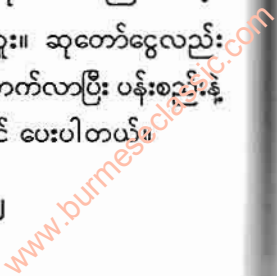 ူး။ ဆုတော်ငွေလည်း
က်လာပြီး ပန်းစည်းနဲ့
ပေးပါတယ်။
၂
www.burmeseclassic.com